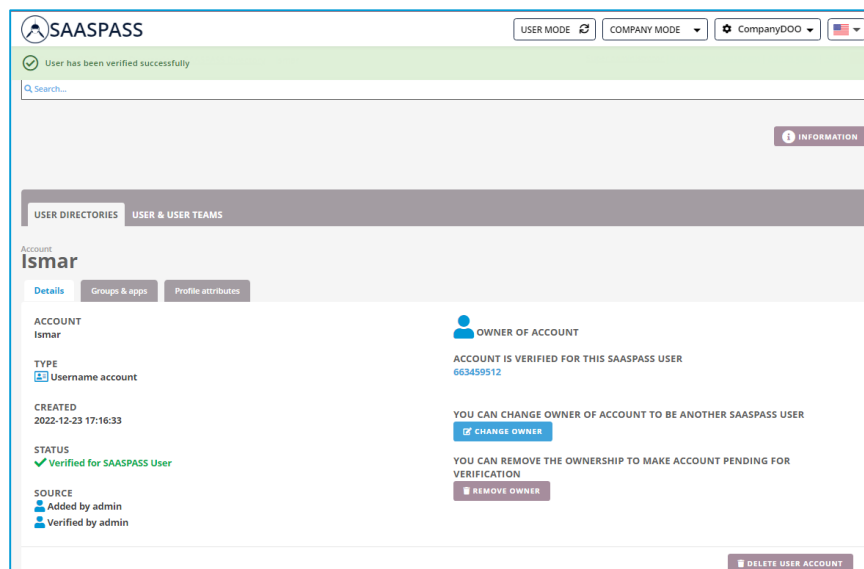 SAASPASS
USER MODE
COMPANY MODE
CompanyDOO
User has been verified successfully
Search...
INFORMATION
USER DIRECTORIES
USER & USER TEAMS
Account
Ismar
Details
Groups & apps
Profile attributes
ACCOUNT
Ismar
TYPE
Username account
CREATED
2022-12-23 17:16:33
STATUS
Verified for SAASPASS User
SOURCE
Added by admin
Verified by admin
OWNER OF ACCOUNT
ACCOUNT IS VERIFIED FOR THIS SAASPASS USER
663459512
YOU CAN CHANGE OWNER OF ACCOUNT TO BE ANOTHER SAASPASS USER
CHANGE OWNER
YOU CAN REMOVE THE OWNERSHIP TO MAKE ACCOUNT PENDING FOR
VERIFICATION
REMOVE OWNER
DELETE USER ACCOUNT